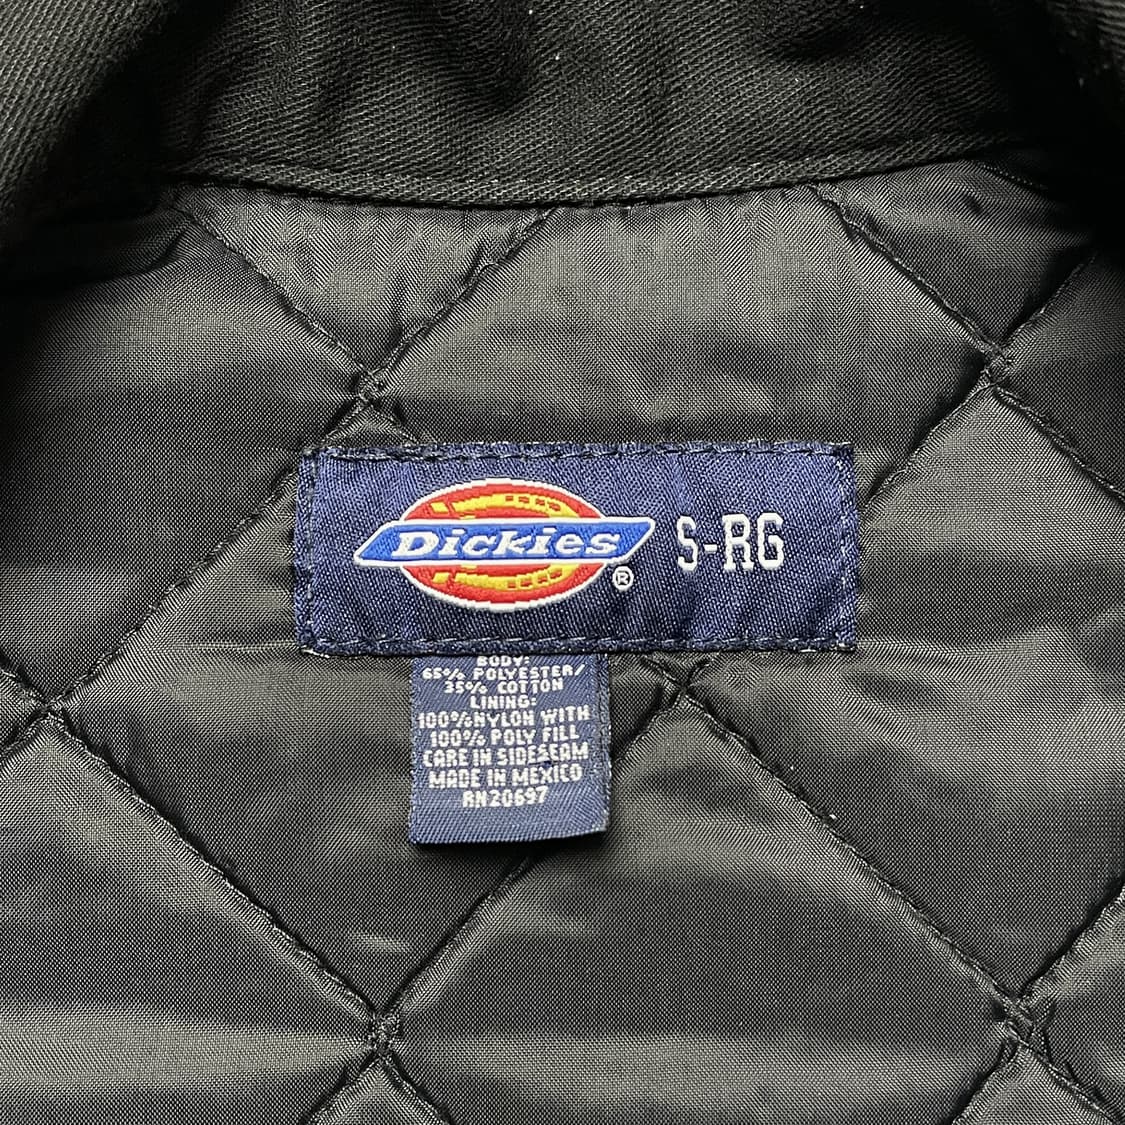 Dickies ® S-RG
BODY:
65% POLYESTER/
35% COTTON
LINING:
100%NYLON WITH
100% POLY FILL
CARE IN SIDESEAM
MADE IN MEXICO
RN20697